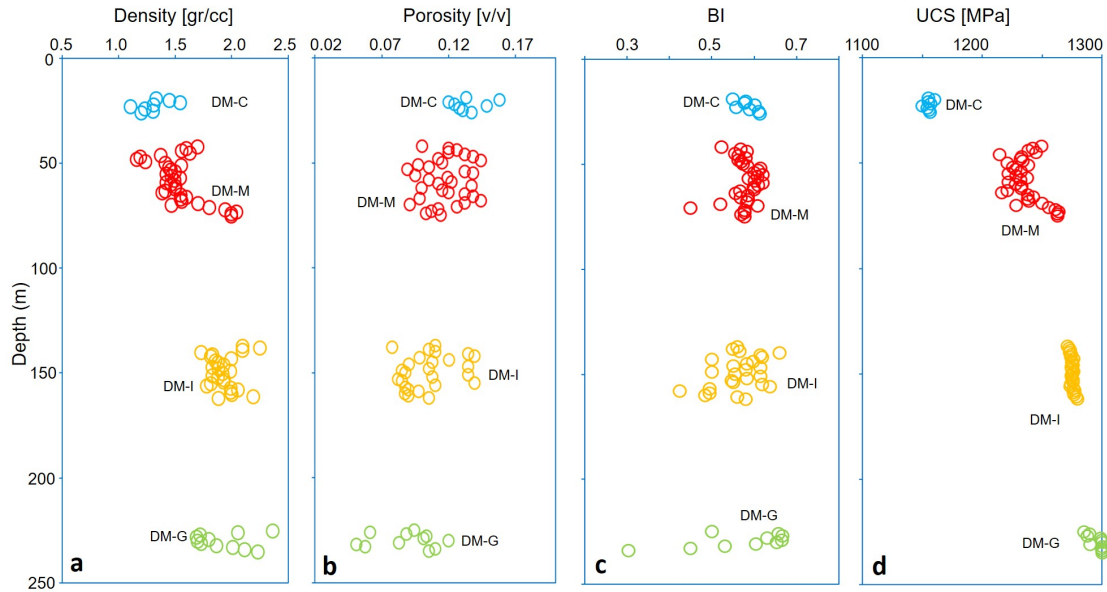 Density [gr/cc] Porosity [v/v] BI UCS [MPa]
0.5 1.0 1.5 2.0 2.5 0.02 0.07 0.12 0.17 0.3 0.5 0.7 1100 1200 1300
0
DM-C DM-C DM-C DM-C
50
DM-M DM-M DM-M DM-M
100
Depth (m)
150
DM-I DM-I DM-I DM-I
200
DM-G DM-G DM-G DM-G
a b c d
250